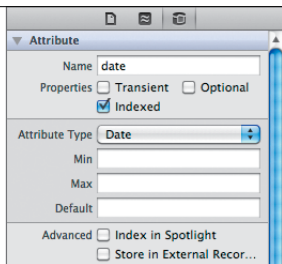 Attribute
Name date
Properties Transient Optional
Indexed
Attribute Type Date
Min
Max
Default
Advanced Index in Spotlight
Store in External Recor...